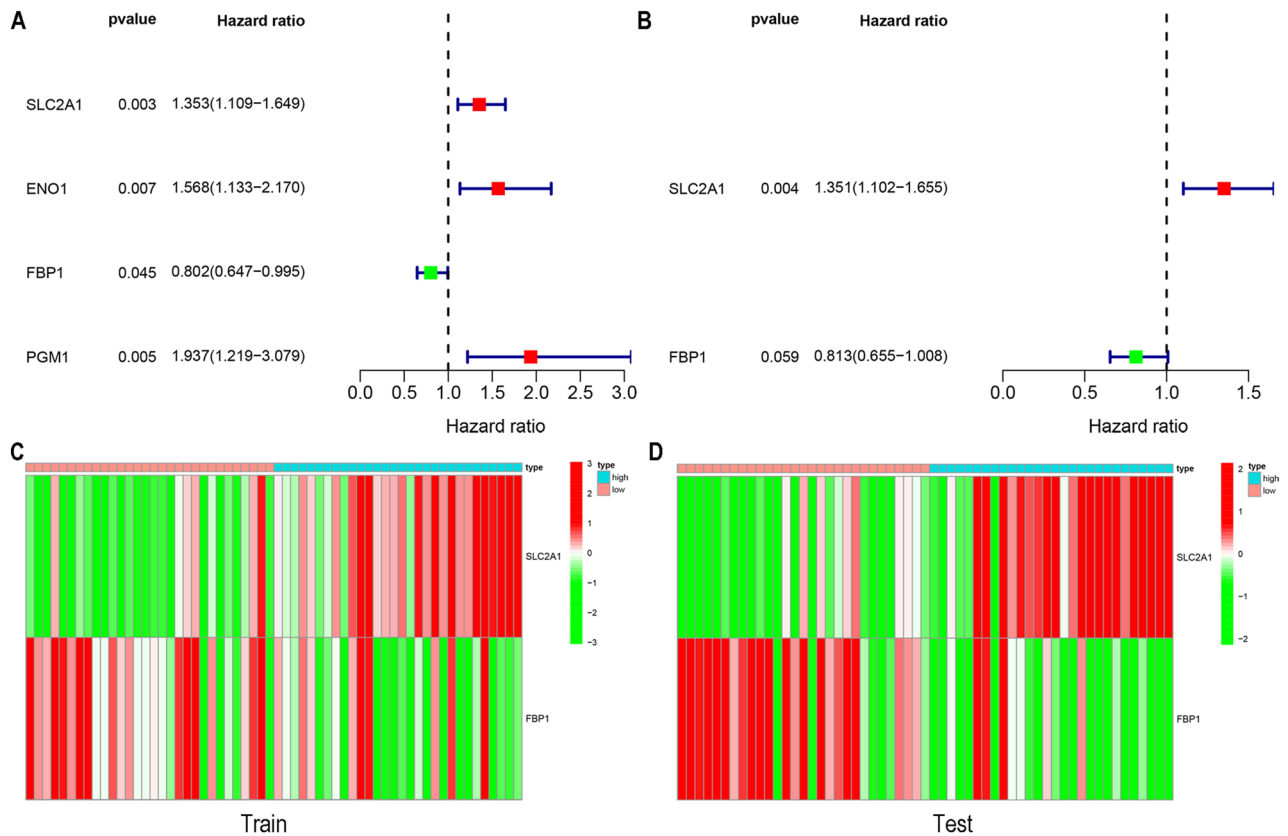 A
pvalue Hazard ratio
SLC2A1 0.003 1.353(1.109−1.649)
ENO1 0.007 1.568(1.133−2.170)
FBP1 0.045 0.802(0.647−0.995)
PGM1 0.005 1.937(1.219−3.079)
0.0 0.5 1.0 1.5 2.0 2.5 3.0
Hazard ratio
B
pvalue Hazard ratio
SLC2A1 0.004 1.351(1.102−1.655)
FBP1 0.059 0.813(0.655−1.008)
0.0 0.5 1.0 1.5
Hazard ratio
C
type
SLC2A1
FBP1
3
2
1
0
−1
−2
−3
type
high
low
Train
D
type
SLC2A1
FBP1
2
1
0
−1
−2
type
high
low
Test